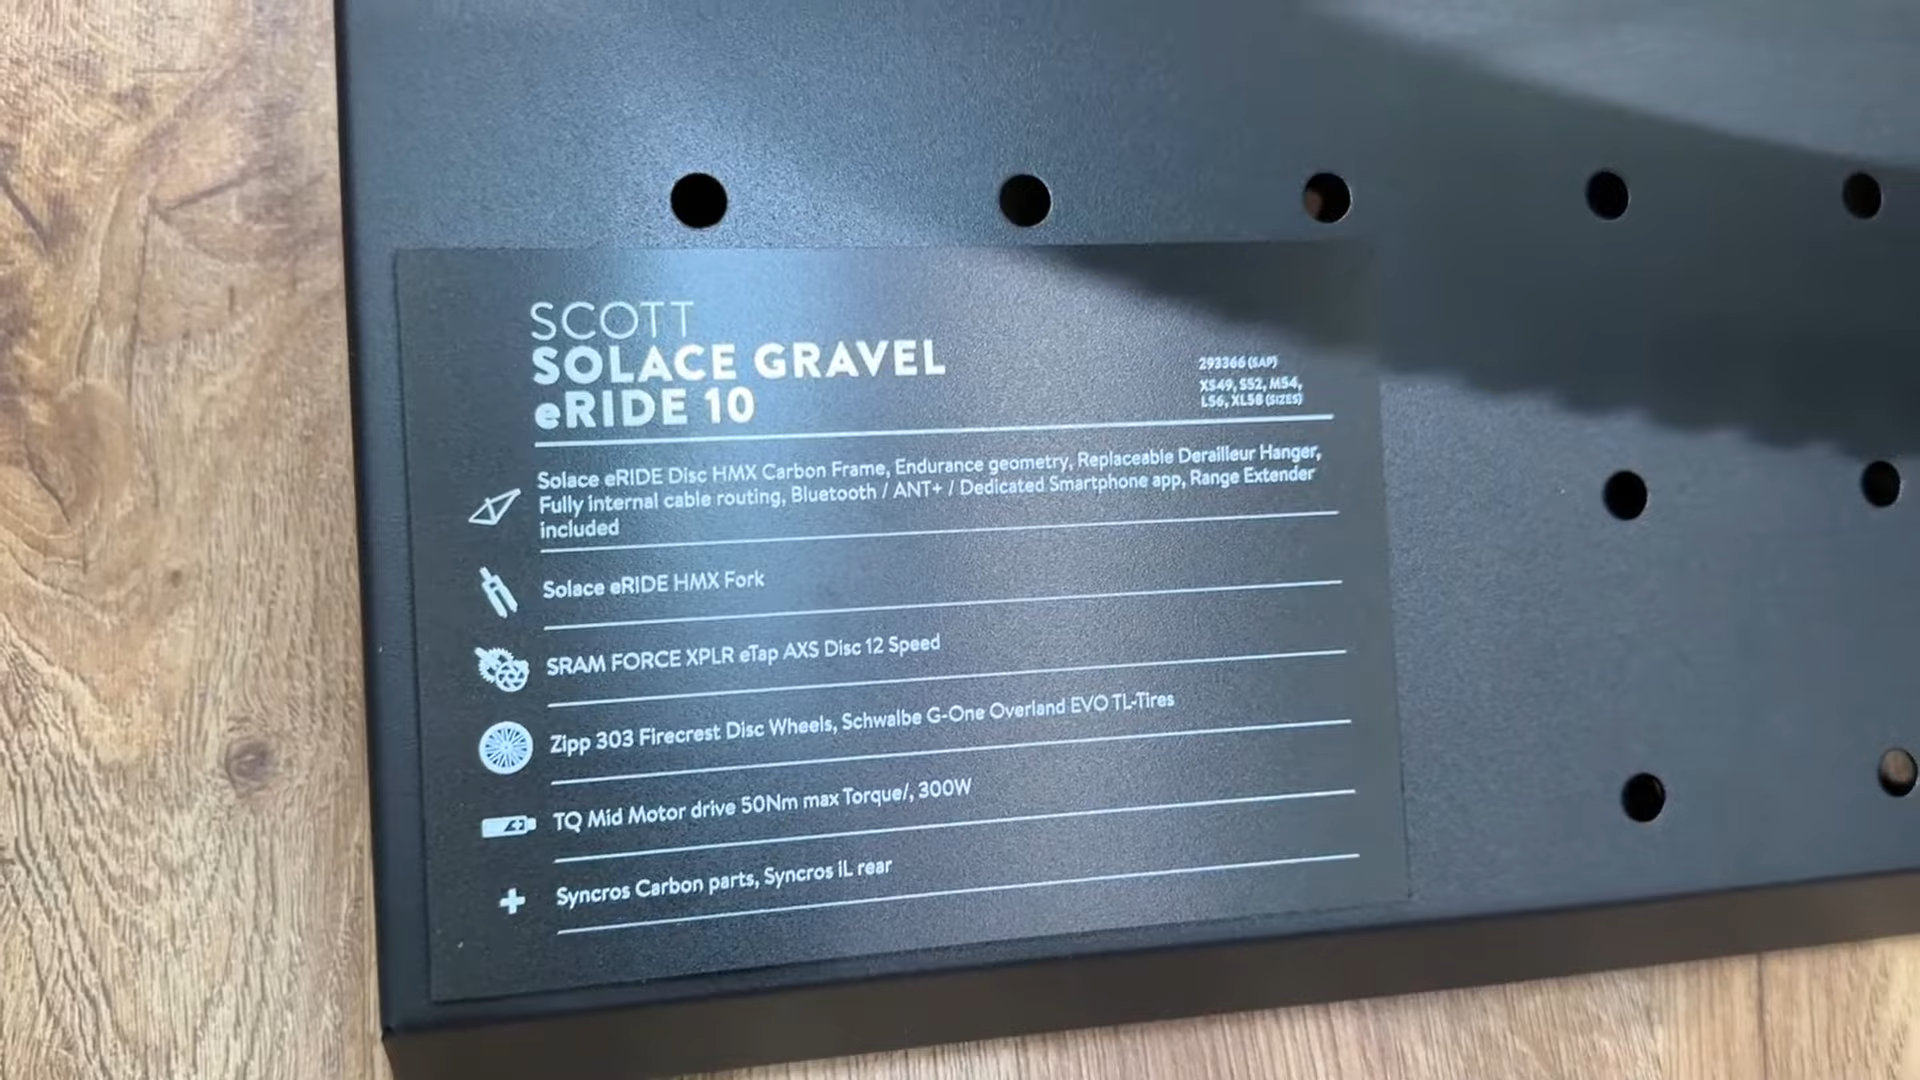 SCOTT
SOLACE GRAVEL
eRIDE 10
293366 (SAP)
XS49, S52, M54,
L56, XL58 (SIZES)
Solace eRIDE Disc HMX Carbon Frame, Endurance geometry, Replaceable Derailleur Hanger,
Fully internal cable routing, Bluetooth / ANT+ / Dedicated Smartphone app, Range Extender
included
Solace eRIDE HMX Fork
SRAM FORCE XPLR eTap AXS Disc 12 Speed
Zipp 303 Firecrest Disc Wheels, Schwalbe G-One Overland EVO TL-Tires
TQ Mid Motor drive 50Nm max Torque/, 300W
Syncros Carbon parts, Syncros iL rear